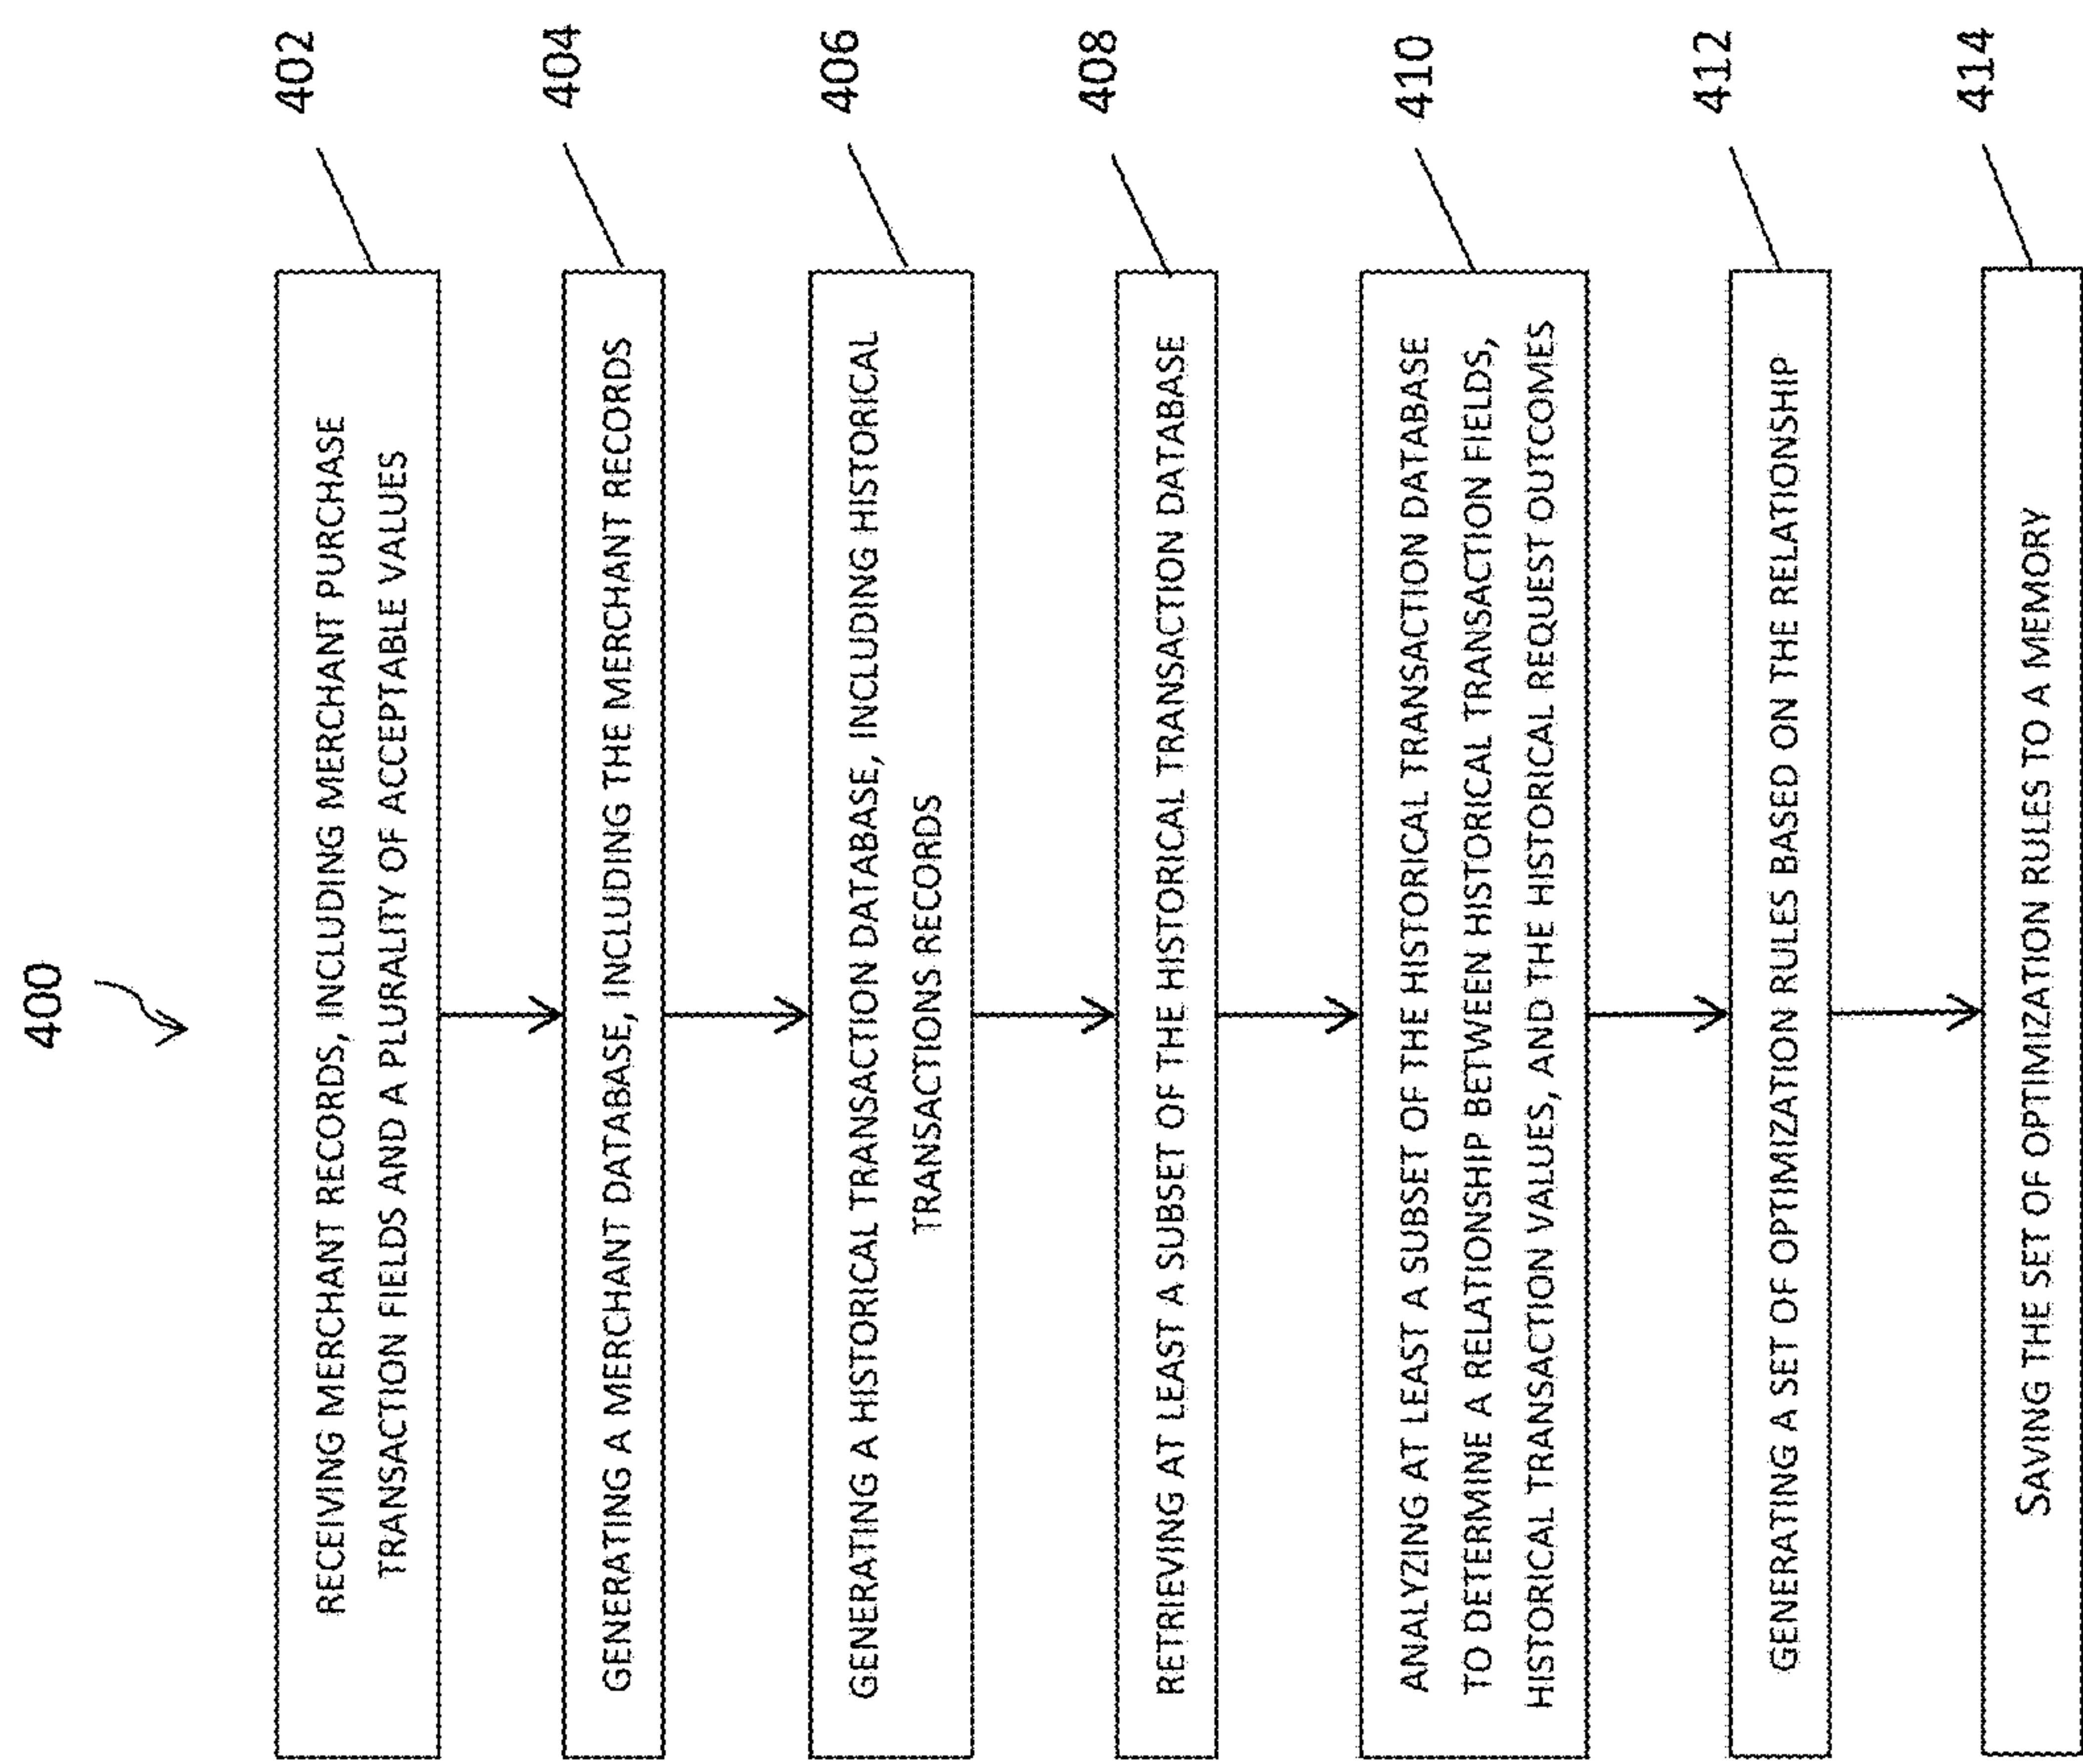 400
402
RECEIVING MERCHANT RECORDS, INCLUDING MERCHANT PURCHASE
TRANSACTION FIELDS AND A PLURALITY OF ACCEPTABLE VALUES
404
GENERATING A MERCHANT DATABASE, INCLUDING THE MERCHANT RECORDS
406
GENERATING A HISTORICAL TRANSACTION DATABASE, INCLUDING HISTORICAL
TRANSACTIONS RECORDS
408
RETRIEVING AT LEAST A SUBSET OF THE HISTORICAL TRANSACTION DATABASE
410
ANALYZING AT LEAST A SUBSET OF THE HISTORICAL TRANSACTION DATABASE
TO DETERMINE A RELATIONSHIP BETWEEN HISTORICAL TRANSACTION FIELDS,
HISTORICAL TRANSACTION VALUES, AND THE HISTORICAL REQUEST OUTCOMES
412
GENERATING A SET OF OPTIMIZATION RULES BASED ON THE RELATIONSHIP
414
SAVING THE SET OF OPTIMIZATION RULES TO A MEMORY